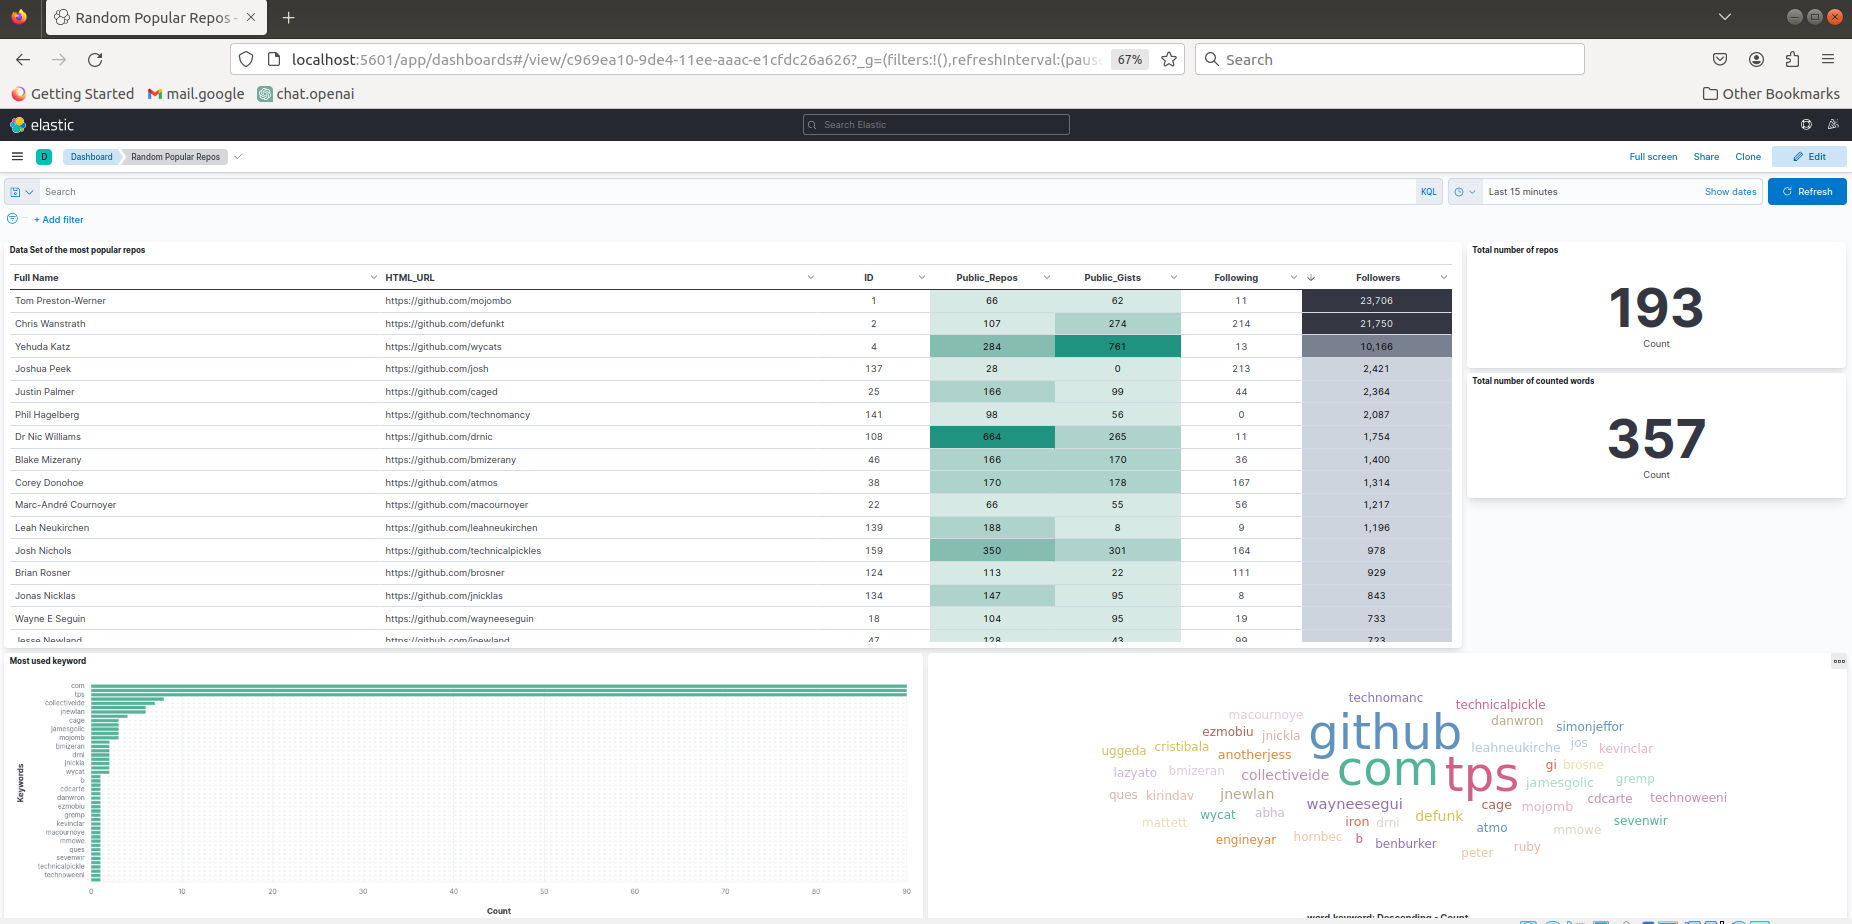 Random Popular Repos -
localhost:5601/app/dashboards#/view/c969ea10-9de4-11ee-aaac-e1cfdc26a626?_g=(filters:!(),refreshInterval:(paus
67%
Search
Getting Started
mail.google
chat.openai
Other Bookmarks
elastic
Search Elastic
D
Dashboard
Random Popular Repos
Full screen
Share
Clone
Edit
Search
KQL
Last 15 minutes
Show dates
Refresh
+ Add filter
Data Set of the most popular repos
Full Name HTML_URL ID Public_Repos Public_Gists Following Followers
Tom Preston-Werner https://github.com/mojombo 1 66 62 11 23,706
Chris Wanstrath https://github.com/defunkt 2 107 274 214 21,750
Yehuda Katz https://github.com/wycats 4 284 761 13 10,166
Joshua Peek https://github.com/josh 137 28 0 213 2,421
Justin Palmer https://github.com/caged 25 166 99 44 2,364
Phil Hagelberg https://github.com/technomancy 141 98 56 0 2,087
Dr Nic Williams https://github.com/drnic 108 664 265 11 1,754
Blake Mizerany https://github.com/bmizerany 46 166 170 36 1,400
Corey Donohoe https://github.com/atmos 38 170 178 167 1,314
Marc-André Cournoyer https://github.com/macournoyer 22 66 55 56 1,217
Leah Neukirchen https://github.com/leahneukirchen 139 188 8 9 1,196
Josh Nichols https://github.com/technicalpickles 159 350 301 164 978
Brian Rosner https://github.com/brosner 124 113 22 111 929
Jonas Nicklas https://github.com/jnicklas 134 147 95 8 843
Wayne E Seguin https://github.com/wayneeseguin 18 104 95 19 733
Jesse Newland https://github.com/jnewland 47 128 43 99 723
Total number of repos
193
Count
Total number of counted words
357
Count
Most used keyword
com
tps
collectiveide
jnewlan
cage
jamesgolic
mojomb
bmizeran
drni
jnickla
wycat
b
cdcarte
danwron
ezmobiu
gremp
kevinclar
macournoye
mmowe
ques
sevenwir
technicalpickle
technoweeni
Keywords
0 10 20 30 40 50 60 70 80 90
Count
technomanc
technicalpickle
macournoye
danwron
simonjeffor
ezmobiu
jnickla
github
leahneukirche
jos
kevinclar
uggeda
cristibala
anotherjess
gi
brosne
lazyato
bmizeran
collectiveide
com
tps
jamesgolic
gremp
ques
kirindav
jnewlan
wayneesegui
cage
mojomb
cdcarte
technoweeni
mattett
wycat
abha
iron
drni
defunk
atmo
mmowe
sevenwir
engineyar
hornbec
b
benburker
peter
ruby
word.keyword: Descending - Count